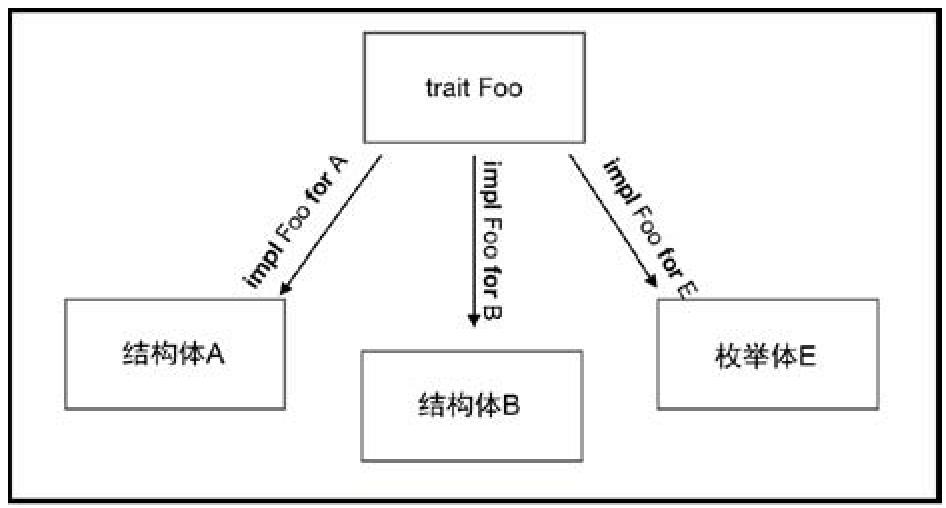 trait Foo
impl Foo for A
impl Foo for B
impl Foo for E
结构体A
结构体B
枚举体E